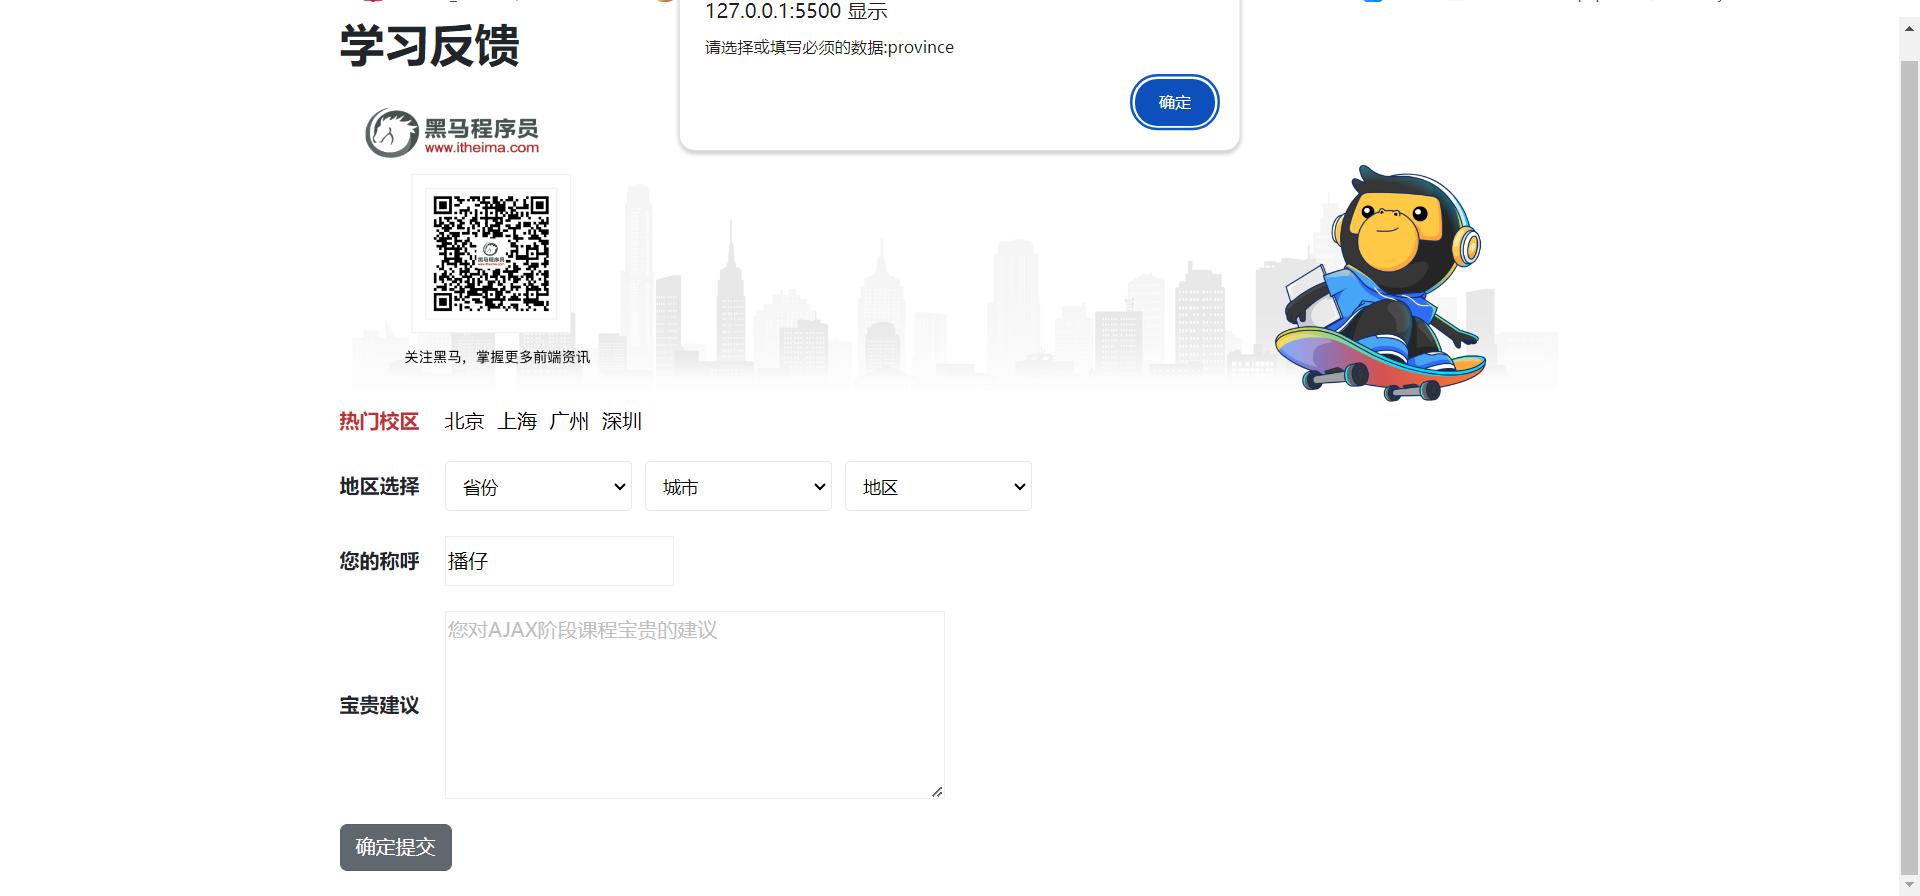 127.0.0.1:5500 显示
请选择或填写必须的数据:province
确定
学习反馈
黑马程序员
www.itheima.com
关注黑马，掌握更多前端资讯
热门校区 北京 上海 广州 深圳
地区选择 省份 城市 地区
您的称呼 播仔
您对AJAX阶段课程宝贵的建议
宝贵建议
确定提交